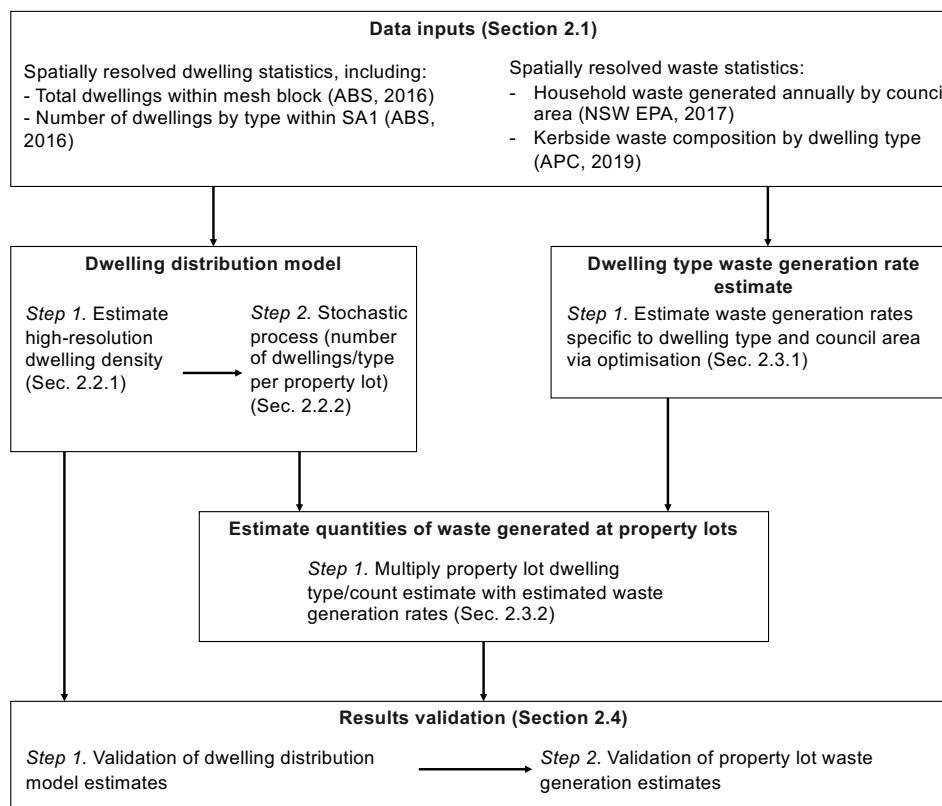 Data inputs (Section 2.1)
Spatially resolved dwelling statistics, including:
- Total dwellings within mesh block (ABS, 2016)
- Number of dwellings by type within SA1 (ABS,
2016)
Spatially resolved waste statistics:
- Household waste generated annually by council
area (NSW EPA, 2017)
- Kerbside waste composition by dwelling type
(APC, 2019)
Dwelling distribution model
Step 1. Estimate
high-resolution
dwelling density
(Sec. 2.2.1)
Step 2. Stochastic
process (number
of dwellings/type
per property lot)
(Sec. 2.2.2)
Dwelling type waste generation rate
estimate
Step 1. Estimate waste generation rates
specific to dwelling type and council area
via optimisation (Sec. 2.3.1)
Estimate quantities of waste generated at property lots
Step 1. Multiply property lot dwelling
type/count estimate with estimated waste
generation rates (Sec. 2.3.2)
Results validation (Section 2.4)
Step 1. Validation of dwelling distribution
model estimates
Step 2. Validation of property lot waste
generation estimates